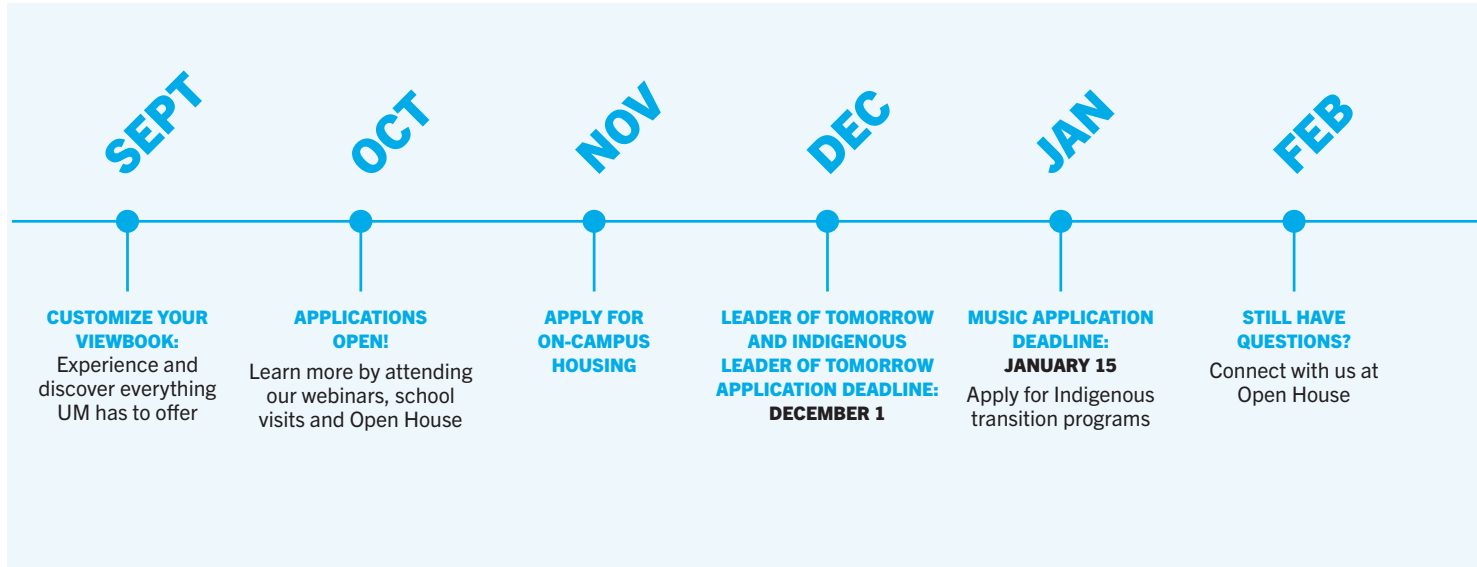 SEPT
OCT
NOV
DEC
JAN
FEB
CUSTOMIZE YOUR
VIEWBOOK:
Experience and
discover everything
UM has to offer
APPLICATIONS
OPEN!
Learn more by attending
our webinars, school
visits and Open House
APPLY FOR
ON-CAMPUS
HOUSING
LEADER OF TOMORROW
AND INDIGENOUS
LEADER OF TOMORROW
APPLICATION DEADLINE:
DECEMBER 1
MUSIC APPLICATION
DEADLINE:
JANUARY 15
Apply for Indigenous
transition programs
STILL HAVE
QUESTIONS?
Connect with us at
Open House